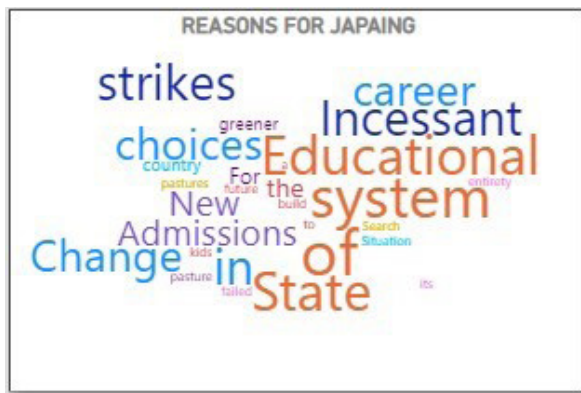 REASONS FOR JAPAING
strikes
career
Incessant
greener
choices
Educational
a
country
For
pastures
future
the
entirety
New
build
system
Admissions
to
Search
Situation
of
Change
kids
in
pasture
State
failed
its